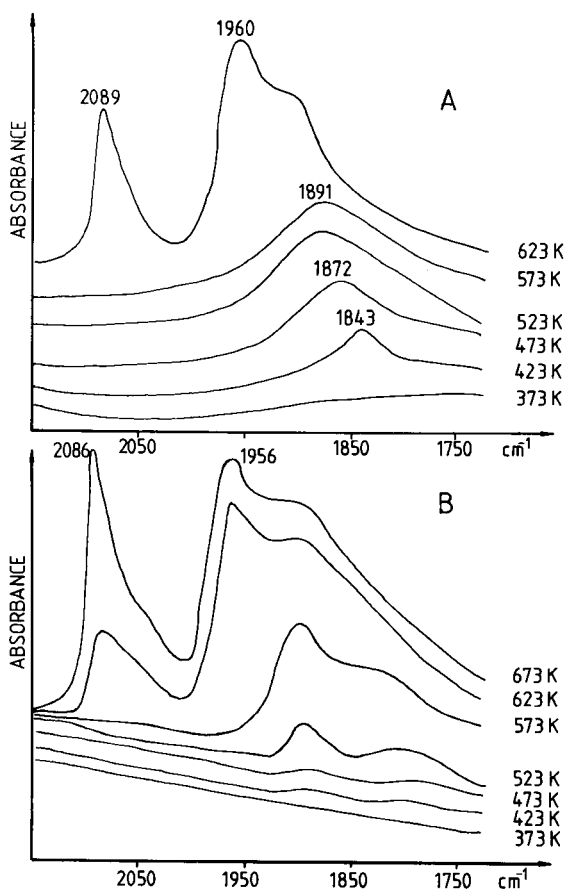 1960
2089
A
ABSORBANCE
1891
1872
1843
623 K
573 K
523 K
473 K
423 K
373 K
2050
1950
1850
cm⁻¹
1750
2086
1956
B
ABSORBANCE
673 K
623 K
573 K
523 K
473 K
423 K
373 K
2050
1950
1850
cm⁻¹
1750